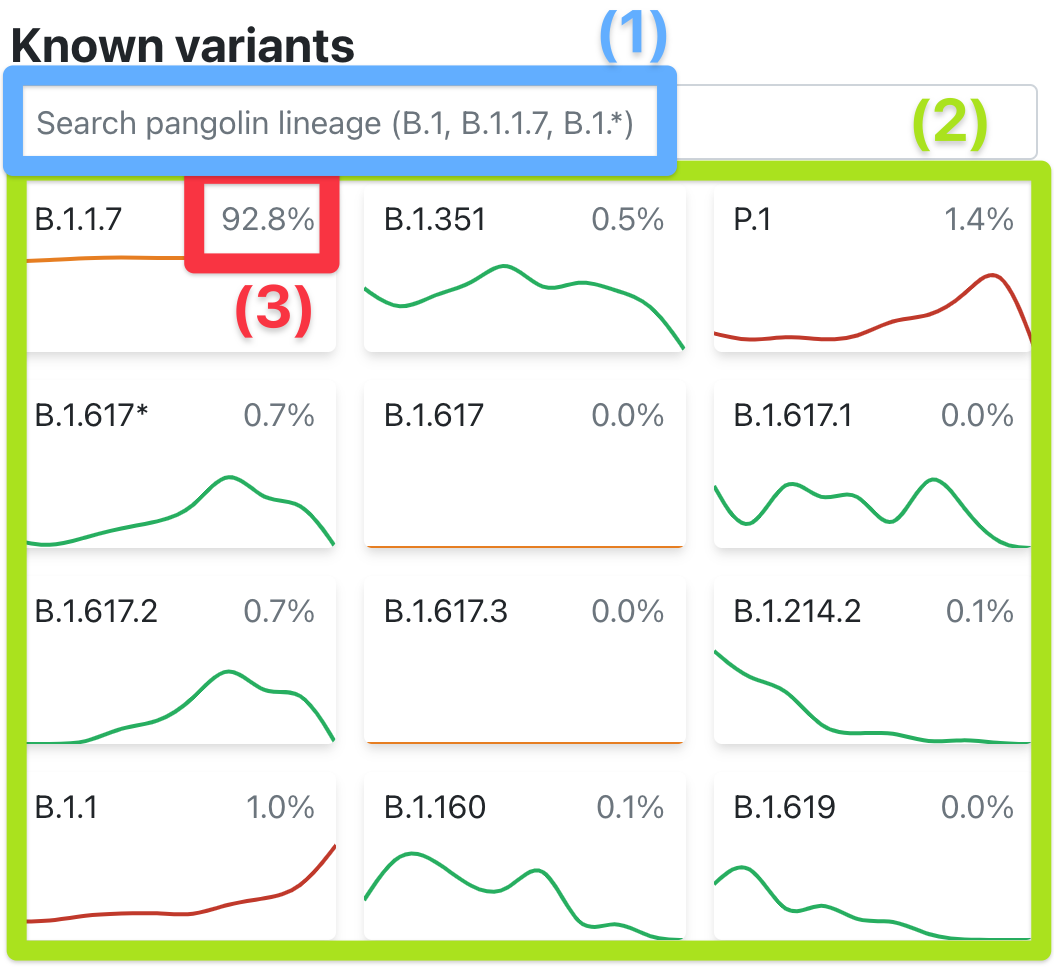 Known variants
(1)
Search pangolin lineage (B.1, B.1.1.7, B.1.*)
(2)
B.1.1.7 92.8% B.1.351 0.5% P.1 1.4%
(3)
B.1.617* 0.7% B.1.617 0.0% B.1.617.1 0.0%
B.1.617.2 0.7% B.1.617.3 0.0% B.1.214.2 0.1%
B.1.1 1.0% B.1.160 0.1% B.1.619 0.0%